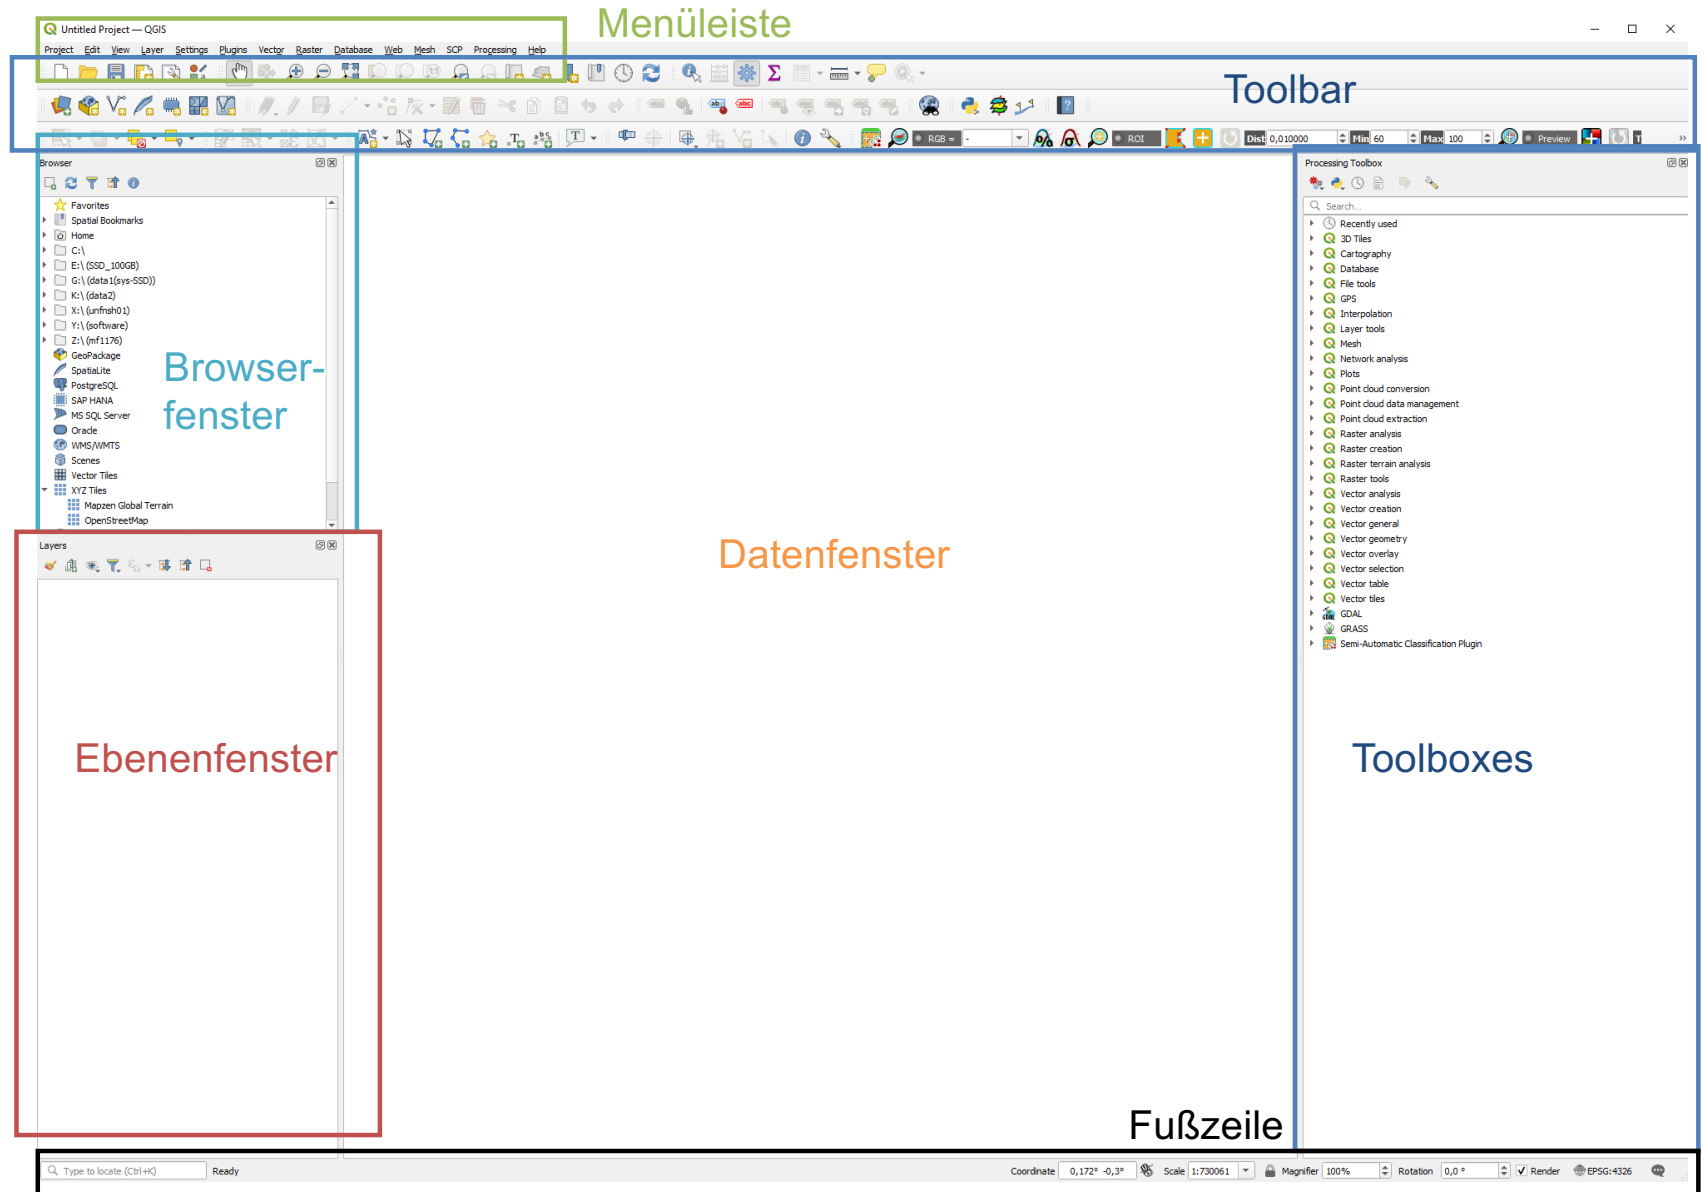 Menüleiste
Untitled Project — QGIS
Project Edit View Layer Settings Plugins Vector Raster Database Web Mesh SCP Processing Help
Toolbar
RGB = -
ROI
Dist 0,010000
Min 60
Max 100
Preview
T
Browser
Favorites
Spatial Bookmarks
Home
C:\
E:\ (SSD_100GB)
G:\ (data1(sys-SSD))
K:\ (data2)
X:\ (unfnsh01)
Y:\ (software)
Z:\ (mf1176)
GeoPackage
SpatiaLite
PostgreSQL
SAP HANA
MS SQL Server
Oracle
WMS/WMTS
Scenes
Vector Tiles
XYZ Tiles
Mapzen Global Terrain
OpenStreetMap
Browser-
fenster
Layers
Ebenenfenster
Datenfenster
Processing Toolbox
Search...
Recently used
3D Tiles
Cartography
Database
File tools
GPS
Interpolation
Layer tools
Mesh
Network analysis
Plots
Point cloud conversion
Point cloud data management
Point cloud extraction
Raster analysis
Raster creation
Raster terrain analysis
Raster tools
Vector analysis
Vector creation
Vector general
Vector geometry
Vector overlay
Vector selection
Vector table
Vector tiles
GDAL
GRASS
Semi-Automatic Classification Plugin
Toolboxes
Fußzeile
Type to locate (Ctrl+K)
Ready
Coordinate 0,172° -0,3°
Scale 1:730061
Magnifier 100%
Rotation 0,0 °
Render
EPSG:4326